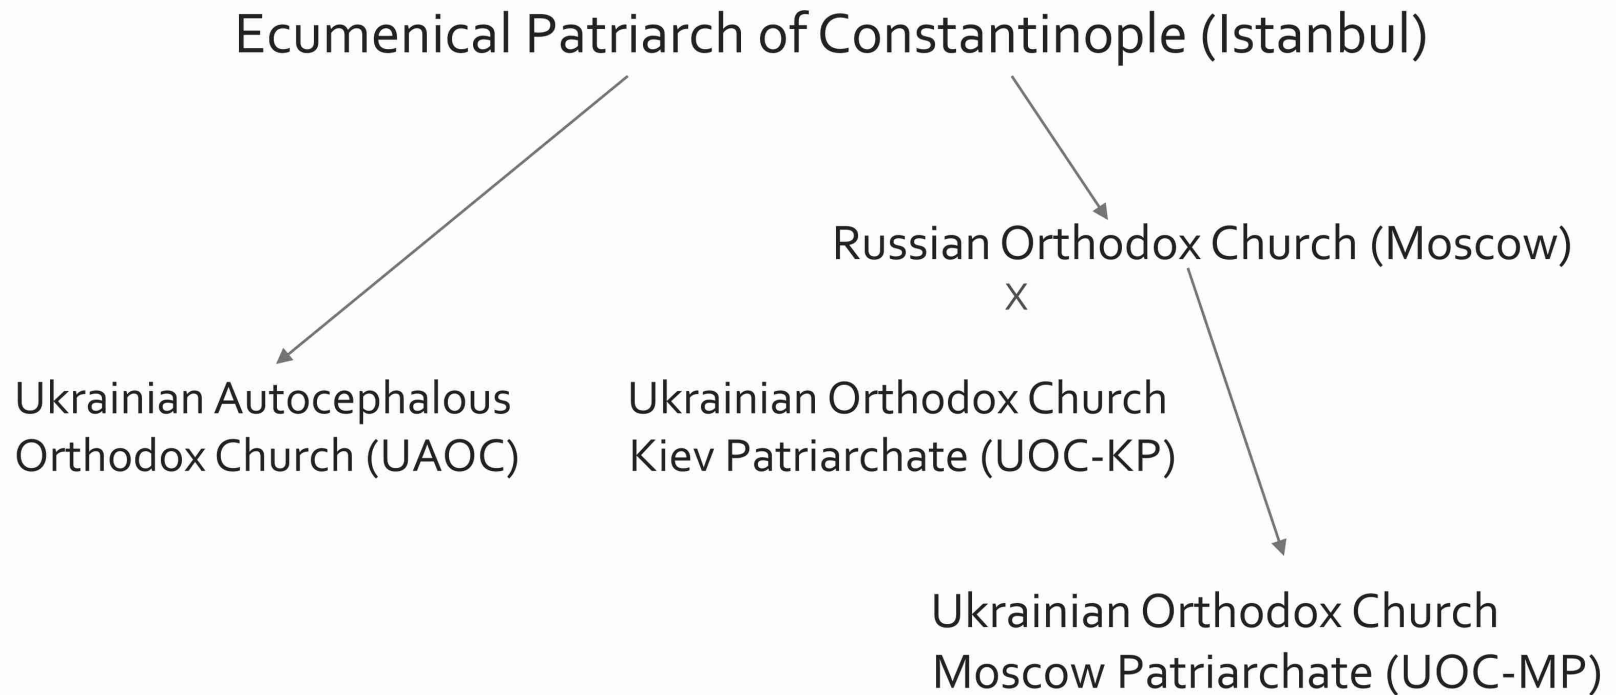 Ecumenical Patriarch of Constantinople (Istanbul)
Russian Orthodox Church (Moscow)
X
Ukrainian Autocephalous
Orthodox Church (UAOC)
Ukrainian Orthodox Church
Kiev Patriarchate (UOC-KP)
Ukrainian Orthodox Church
Moscow Patriarchate (UOC-MP)